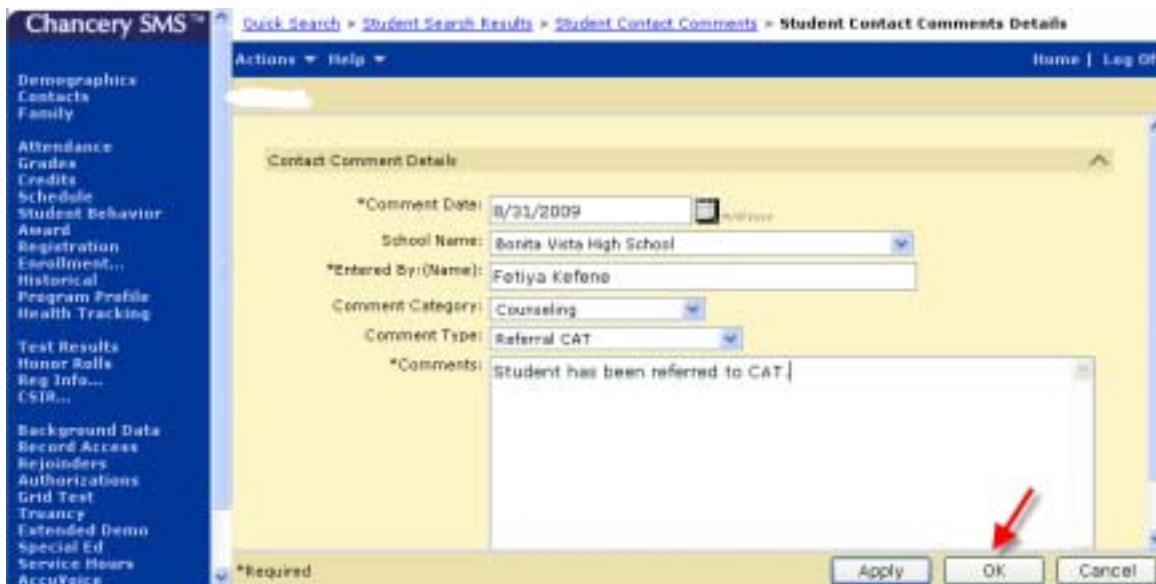 Chancery SMS™
Quick Search > Student Search Results > Student Contact Comments > Student Contact Comments Details
Actions Help Home | Log Of
Demographics
Contacts
Family
Attendance
Grades
Credits
Schedule
Student Behavior
Award
Registration
Enrollment...
Historical
Program Profile
Health Tracking
Test Results
Honor Rolls
Reg Info...
CSIR...
Background Data
Record Access
Rejoinders
Authorizations
Grid Test
Truancy
Extended Demo
Special Ed
Service Hours
AccuVoice
Contact Comment Details
*Comment Date: 8/31/2009
School Name: Bonita Vista High School
*Entered By:(Name): Fetiya Kefene
Comment Category: Counseling
Comment Type: Referral CAT
*Comments: Student has been referred to CAT.
*Required Apply OK Cancel